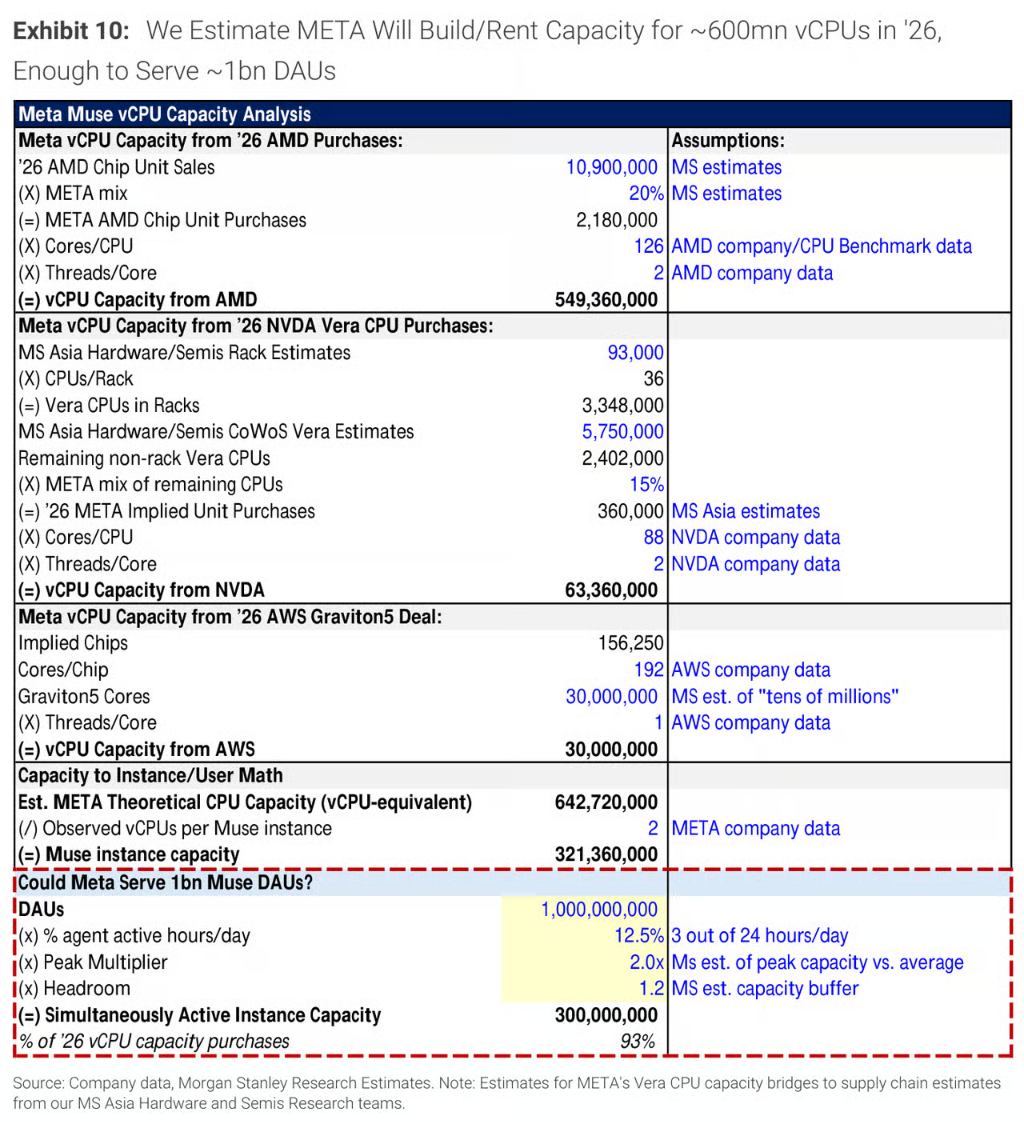 Exhibit 10: We Estimate META Will Build/Rent Capacity for ~600mn vCPUs in '26,
Enough to Serve ~1bn DAUs
Meta Muse vCPU Capacity Analysis
Meta vCPU Capacity from '26 AMD Purchases: Assumptions:
'26 AMD Chip Unit Sales 10,900,000 MS estimates
(X) META mix 20% MS estimates
(=) META AMD Chip Unit Purchases 2,180,000
(X) Cores/CPU 126 AMD company/CPU Benchmark data
(X) Threads/Core 2 AMD company data
(=) vCPU Capacity from AMD 549,360,000
Meta vCPU Capacity from '26 NVDA Vera CPU Purchases:
MS Asia Hardware/Semis Rack Estimates 93,000
(X) CPUs/Rack 36
(=) Vera CPUs in Racks 3,348,000
MS Asia Hardware/Semis CoWoS Vera Estimates 5,750,000
Remaining non-rack Vera CPUs 2,402,000
(X) META mix of remaining CPUs 15%
(=) '26 META Implied Unit Purchases 360,000 MS Asia estimates
(X) Cores/CPU 88 NVDA company data
(X) Threads/Core 2 NVDA company data
(=) vCPU Capacity from NVDA 63,360,000
Meta vCPU Capacity from '26 AWS Graviton5 Deal:
Implied Chips 156,250
Cores/Chip 192 AWS company data
Graviton5 Cores 30,000,000 MS est. of "tens of millions"
(X) Threads/Core 1 AWS company data
(=) vCPU Capacity from AWS 30,000,000
Capacity to Instance/User Math
Est. META Theoretical CPU Capacity (vCPU-equivalent) 642,720,000
(/) Observed vCPUs per Muse instance 2 META company data
(=) Muse instance capacity 321,360,000
Could Meta Serve 1bn Muse DAUs?
DAUs 1,000,000,000
(x) % agent active hours/day 12.5% 3 out of 24 hours/day
(x) Peak Multiplier 2.0x Ms est. of peak capacity vs. average
(x) Headroom 1.2 MS est. capacity buffer
(=) Simultaneously Active Instance Capacity 300,000,000
% of '26 vCPU capacity purchases 93%
Source: Company data, Morgan Stanley Research Estimates. Note: Estimates for META's Vera CPU capacity bridges to supply chain estimates
from our MS Asia Hardware and Semis Research teams.